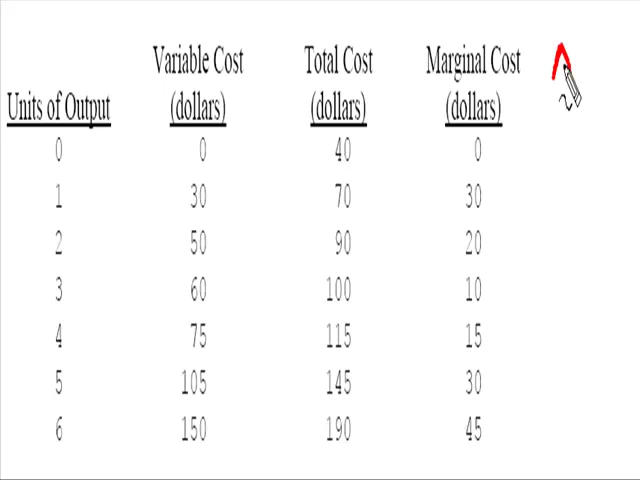 Variable Cost Total Cost Marginal Cost
Units of Output (dollars) (dollars) (dollars)
0 0 40 0
1 30 70 30
2 50 90 20
3 60 100 10
4 75 115 15
5 105 145 30
6 150 190 45